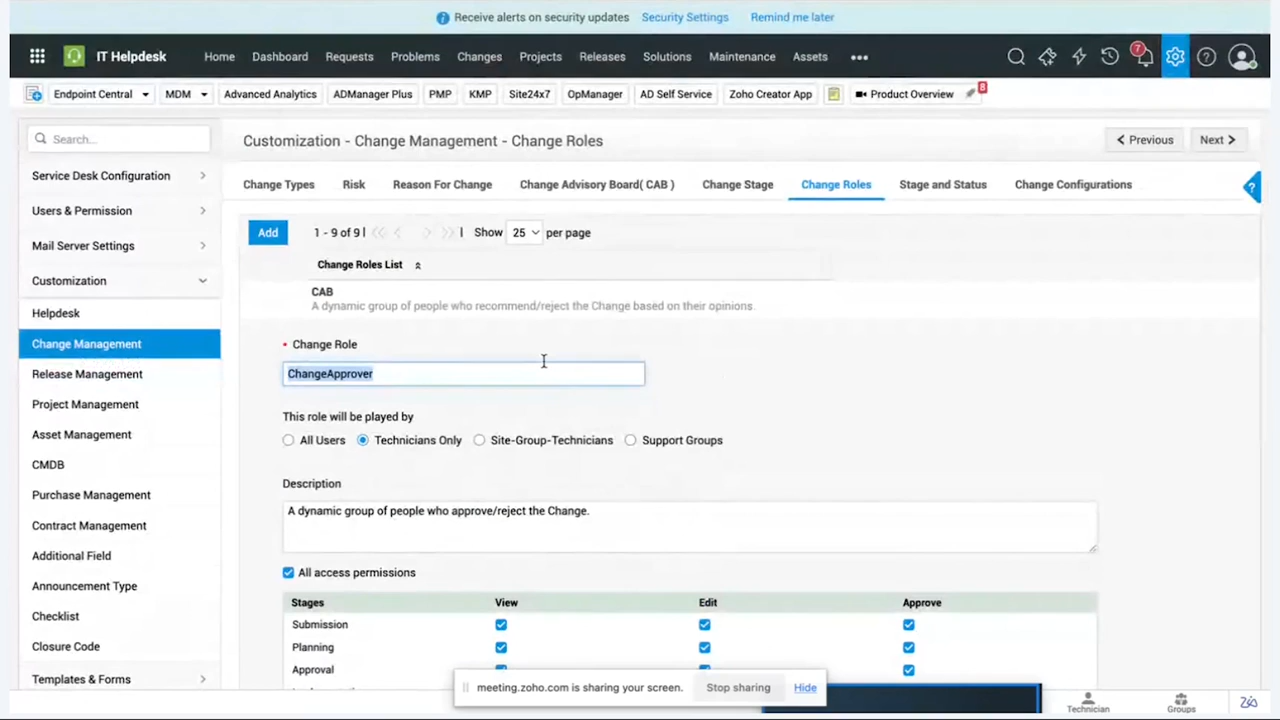 Receive alerts on security updates Security Settings Remind me later
IT Helpdesk Home Dashboard Requests Problems Changes Projects Releases Solutions Maintenance Assets ••• 7
Endpoint Central MDM Advanced Analytics ADManager Plus PMP KMP Site24x7 OpManager AD Self Service Zoho Creator App Product Overview 8
Search...
Customization - Change Management - Change Roles Previous Next
Service Desk Configuration
Users & Permission
Mail Server Settings
Customization
Helpdesk
Change Management
Release Management
Project Management
Asset Management
CMDB
Purchase Management
Contract Management
Additional Field
Announcement Type
Checklist
Closure Code
Templates & Forms
Change Types Risk Reason For Change Change Advisory Board( CAB ) Change Stage Change Roles Stage and Status Change Configurations ?
Add 1 - 9 of 9 Show 25 per page
Change Roles List
CAB
A dynamic group of people who recommend/reject the Change based on their opinions.
* Change Role
ChangeApprover
This role will be played by
All Users Technicians Only Site-Group-Technicians Support Groups
Description
A dynamic group of people who approve/reject the Change.
All access permissions
Stages View Edit Approve
Submission
Planning
Approval
meeting.zoho.com is sharing your screen. Stop sharing Hide
Technician Groups